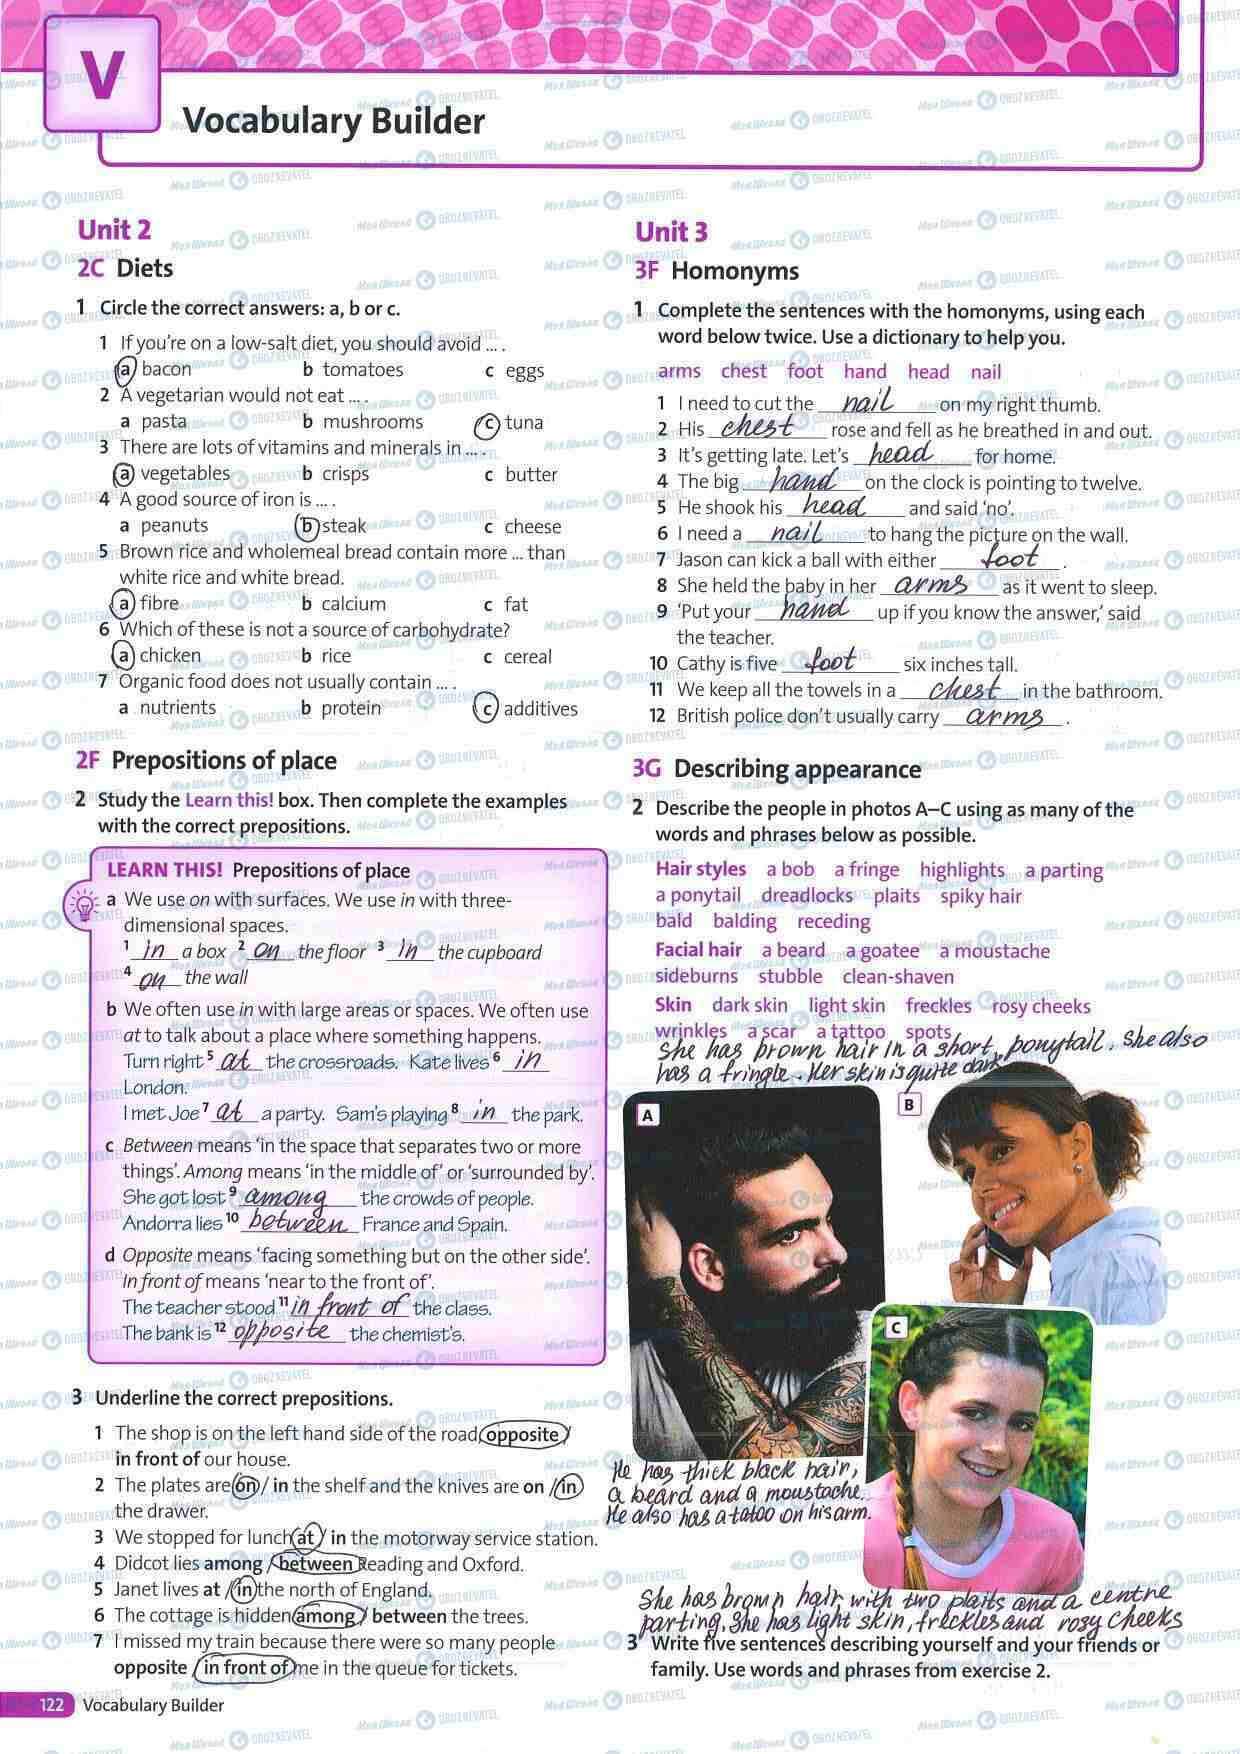 V
Vocabulary Builder
Unit 2
2C Diets
1 Circle the correct answers: a, b or c.
1 If you're on a low-salt diet, you should avoid ... .
a bacon b tomatoes c eggs
2 A vegetarian would not eat ... .
a pasta b mushrooms c tuna
3 There are lots of vitamins and minerals in ... .
a vegetables b crisps c butter
4 A good source of iron is ... .
a peanuts b steak c cheese
5 Brown rice and wholemeal bread contain more ... than
white rice and white bread.
a fibre b calcium c fat
6 Which of these is not a source of carbohydrate?
a chicken b rice c cereal
7 Organic food does not usually contain ... .
a nutrients b protein c additives
2F Prepositions of place
2 Study the Learn this! box. Then complete the examples
with the correct prepositions.
LEARN THIS! Prepositions of place
a We use on with surfaces. We use in with three-
dimensional spaces.
1 in a box 2 on the floor 3 in the cupboard
4 on the wall
b We often use in with large areas or spaces. We often use
at to talk about a place where something happens.
Turn right 5 at the crossroads. Kate lives 6 in
London.
I met Joe 7 at a party. Sam's playing 8 in the park.
c Between means 'in the space that separates two or more
things'. Among means 'in the middle of' or 'surrounded by'.
She got lost 9 among the crowds of people.
Andorra lies 10 between France and Spain.
d Opposite means 'facing something but on the other side'.
In front of means 'near to the front of'.
The teacher stood 11 in front of the class.
The bank is 12 opposite the chemist's.
3 Underline the correct prepositions.
1 The shop is on the left hand side of the road opposite /
in front of our house.
2 The plates are on / in the shelf and the knives are on / in
the drawer.
3 We stopped for lunch at / in the motorway service station.
4 Didcot lies among / between Reading and Oxford.
5 Janet lives at / in the north of England.
6 The cottage is hidden among / between the trees.
7 I missed my train because there were so many people
opposite / in front of me in the queue for tickets.
122 Vocabulary Builder
Unit 3
3F Homonyms
1 Complete the sentences with the homonyms, using each
word below twice. Use a dictionary to help you.
arms chest foot hand head nail
1 I need to cut the nail on my right thumb.
2 His chest rose and fell as he breathed in and out.
3 It's getting late. Let's head for home.
4 The big hand on the clock is pointing to twelve.
5 He shook his head and said 'no'.
6 I need a nail to hang the picture on the wall.
7 Jason can kick a ball with either foot .
8 She held the baby in her arms as it went to sleep.
9 'Put your hand up if you know the answer,' said
the teacher.
10 Cathy is five foot six inches tall.
11 We keep all the towels in a chest in the bathroom.
12 British police don't usually carry arms .
3G Describing appearance
2 Describe the people in photos A–C using as many of the
words and phrases below as possible.
Hair styles a bob a fringe highlights a parting
a ponytail dreadlocks plaits spiky hair
bald balding receding
Facial hair a beard a goatee a moustache
sideburns stubble clean-shaven
Skin dark skin light skin freckles rosy cheeks
wrinkles a scar a tattoo spots
She has brown hair in a short ponytail. She also
has a fringle. Her skin is quite dark
A
B
C
He has thick black hair,
a beard and a moustache.
He also has a tatoo on his arm.
She has brown hair with two plaits and a centre
parting. She has light skin, freckles and rosy cheeks
3 Write five sentences describing yourself and your friends or
family. Use words and phrases from exercise 2.